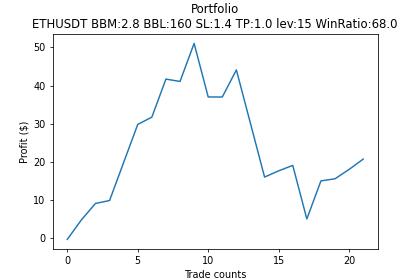 Portfolio
ETHUSDT BBM:2.8 BBL:160 SL:1.4 TP:1.0 lev:15 WinRatio:68.0
50
40
30
20
10
0
Profit ($)
0 5 10 15 20
Trade counts